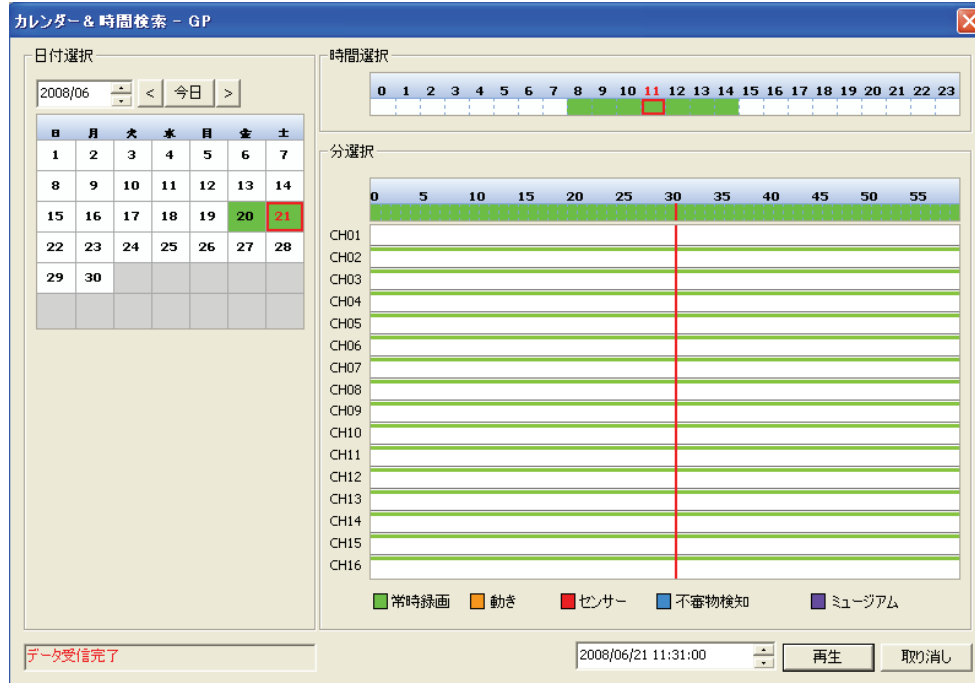 カレンダー & 時間検索 - GP
日付選択
2008/06 < 今日 >
日 月 火 水 木 金 土
1 2 3 4 5 6 7
8 9 10 11 12 13 14
15 16 17 18 19 20 21
22 23 24 25 26 27 28
29 30
時間選択
0 1 2 3 4 5 6 7 8 9 10 11 12 13 14 15 16 17 18 19 20 21 22 23
分選択
0 5 10 15 20 25 30 35 40 45 50 55
CH01
CH02
CH03
CH04
CH05
CH06
CH07
CH08
CH09
CH10
CH11
CH12
CH13
CH14
CH15
CH16
常時録画 動き センサー 不審物検知 ミュージアム
データ受信完了
2008/06/21 11:31:00 再生 取り消し